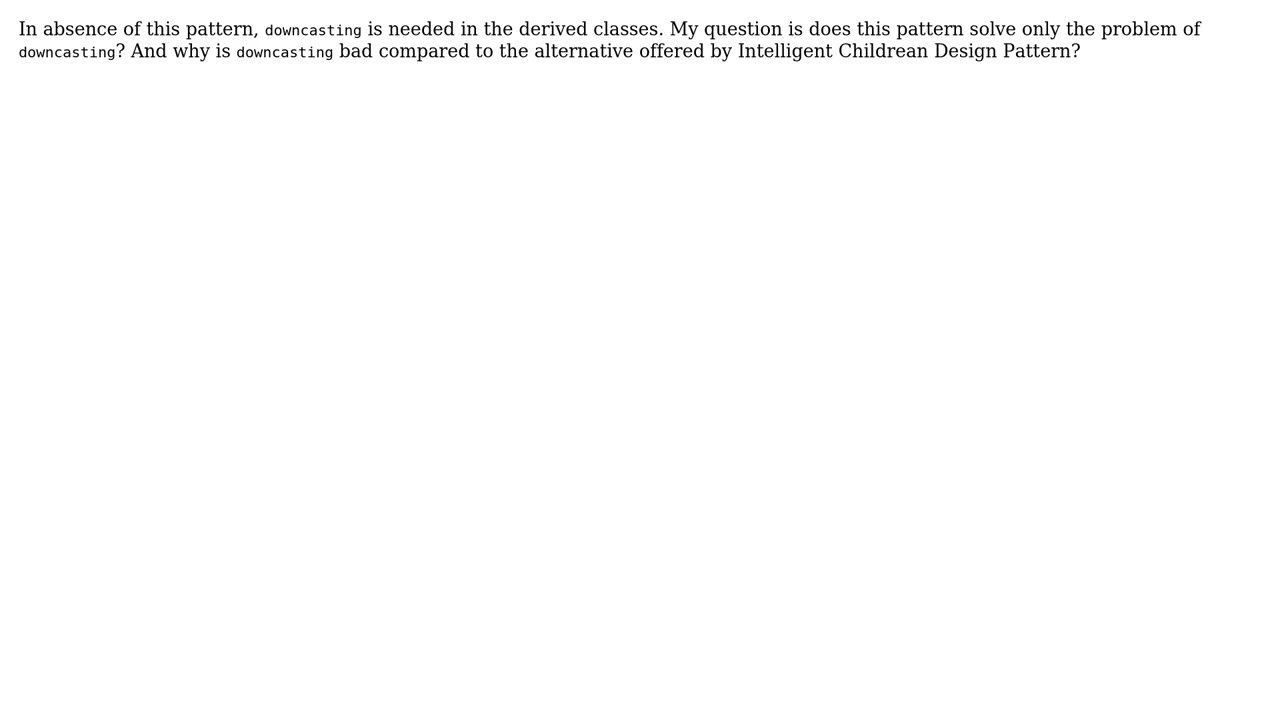 In absence of this pattern, downcasting is needed in the derived classes. My question is does this pattern solve only the problem of
downcasting? And why is downcasting bad compared to the alternative offered by Intelligent Childrean Design Pattern?